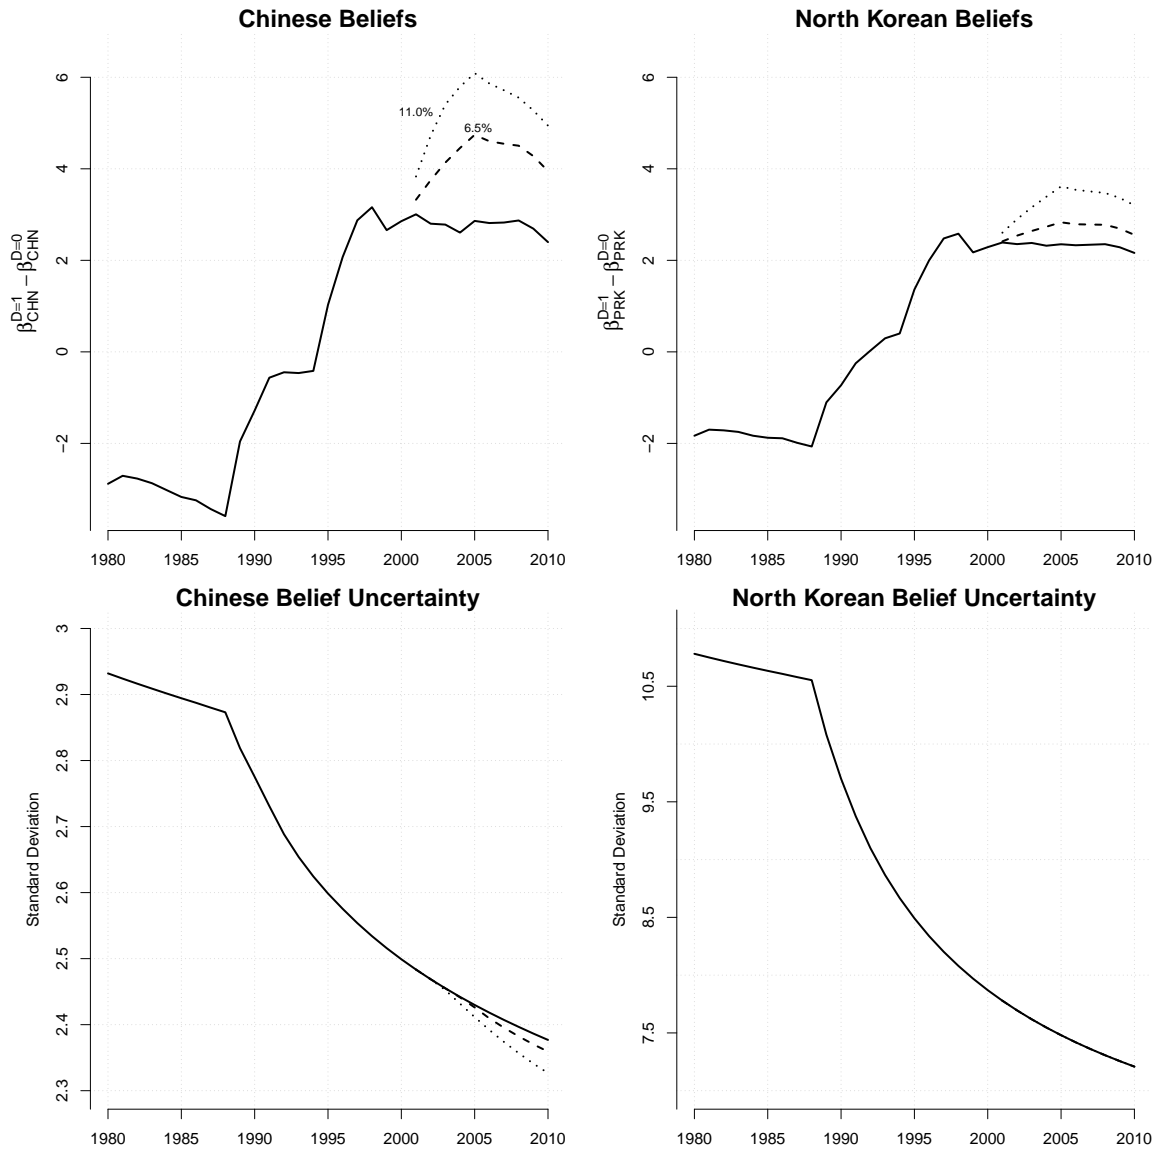 Chinese Beliefs
β_CHN^D=1 − β_CHN^D=0
6
4
2
0
−2
11.0%
6.5%
1980 1985 1990 1995 2000 2005 2010
North Korean Beliefs
β_PRK^D=1 − β_PRK^D=0
6
4
2
0
−2
1980 1985 1990 1995 2000 2005 2010
Chinese Belief Uncertainty
Standard Deviation
3
2.9
2.8
2.7
2.6
2.5
2.4
2.3
1980 1985 1990 1995 2000 2005 2010
North Korean Belief Uncertainty
Standard Deviation
10.5
9.5
8.5
7.5
1980 1985 1990 1995 2000 2005 2010